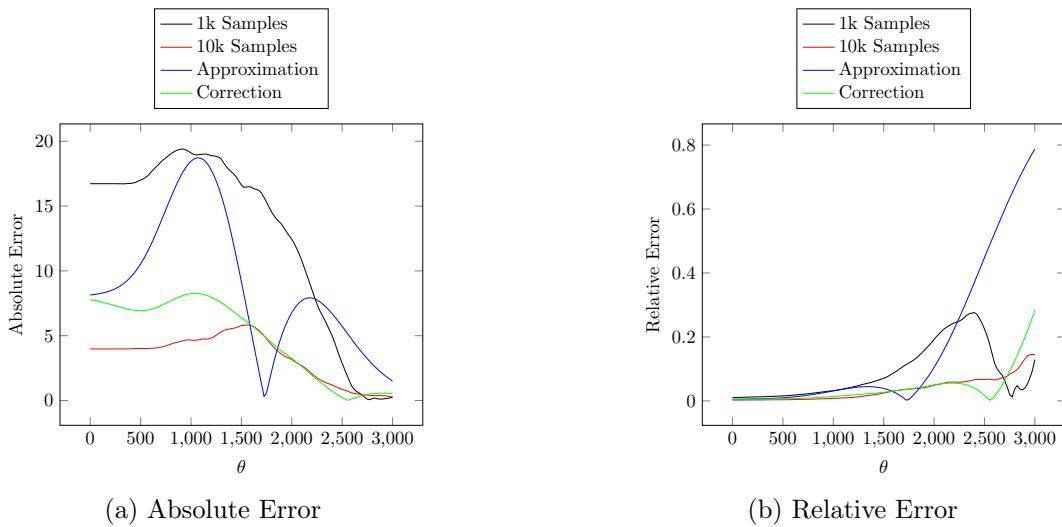 1k Samples
10k Samples
Approximation
Correction
20
15
10
5
0
Absolute Error
0 500 1,000 1,500 2,000 2,500 3,000
θ
(a) Absolute Error
1k Samples
10k Samples
Approximation
Correction
0.8
0.6
0.4
0.2
0
Relative Error
0 500 1,000 1,500 2,000 2,500 3,000
θ
(b) Relative Error